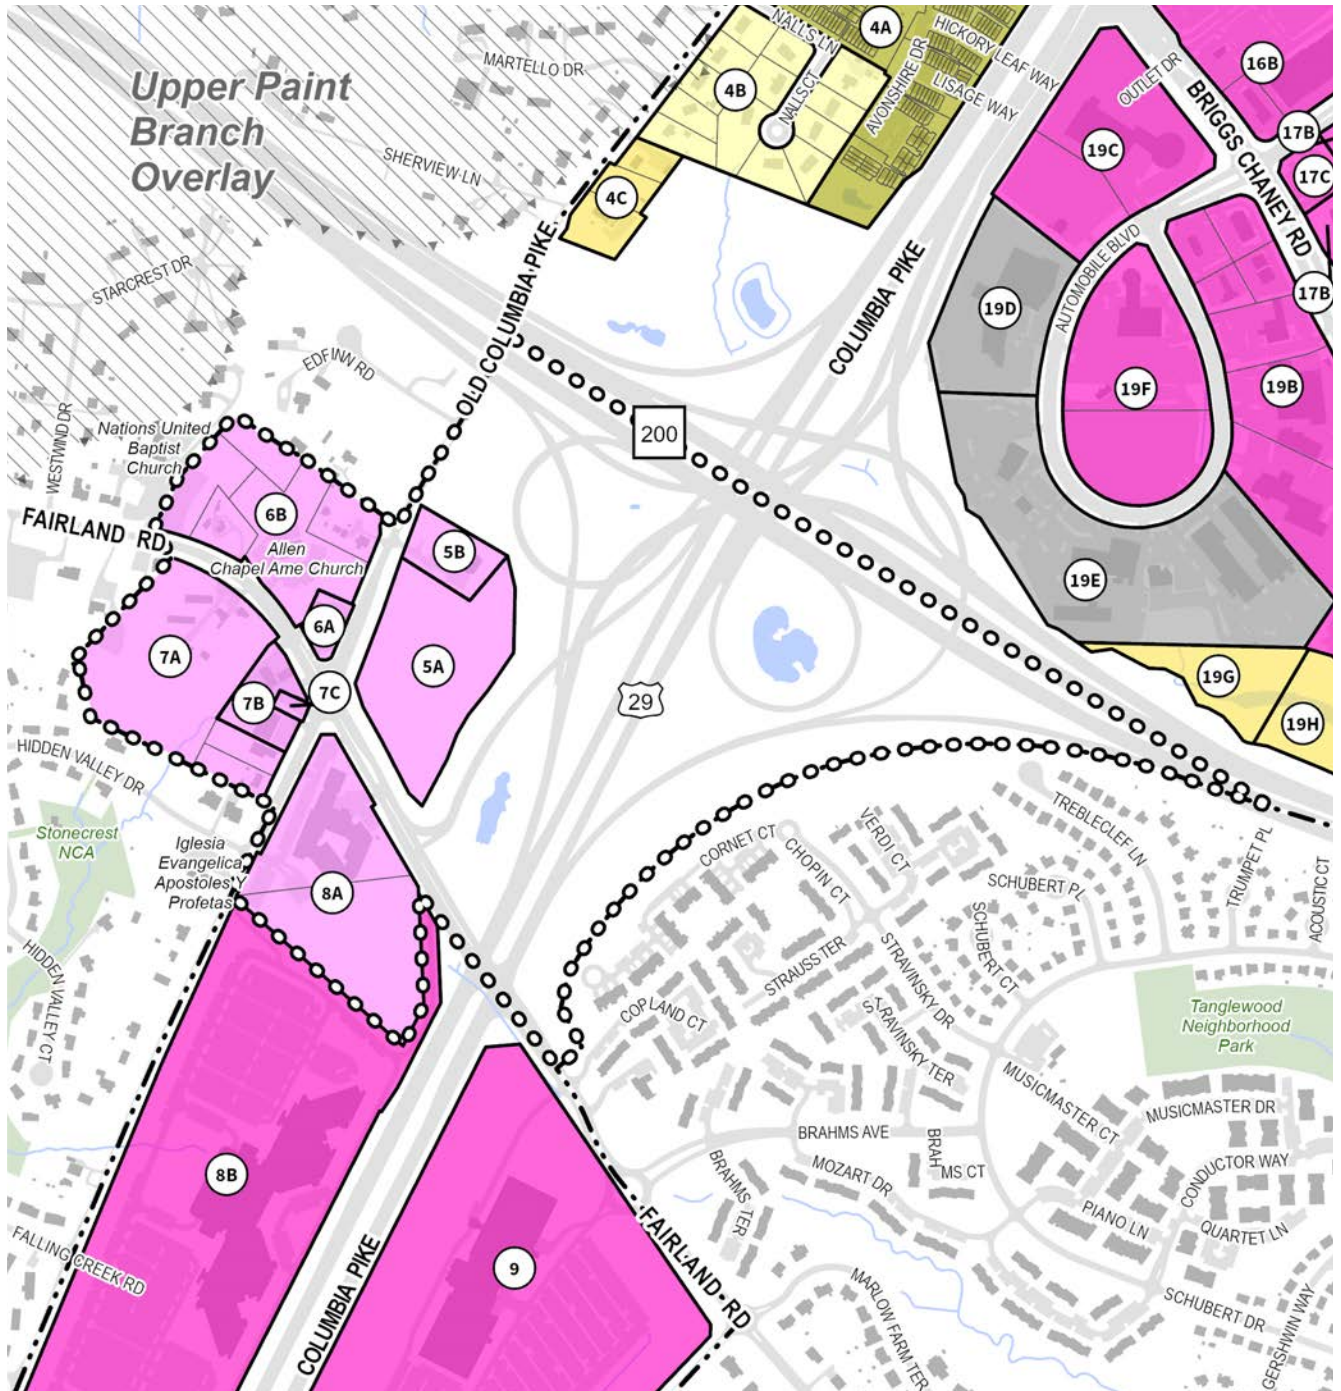 NALLS LN
4A
HICKORY LEAF WAY
MARTELLO DR
AVONSHIRE DR
LISAGE WAY
OUTLET DR
16B
Upper Paint
Branch
Overlay
4B
NALLS CT
BRIGGS CHANEY RD
17B
SHERVIEW LN
19C
17C
4C
STARCREST DR
OLD COLUMBIA PIKE
COLUMBIA PIKE
AUTOMOBILE BLVD
19D
17B
EDFINW RD
19F
19B
WESTWIND DR
Nations United
Baptist
Church
200
FAIRLAND RD
6B
Allen
Chapel Ame Church
5B
19E
6A
7A
5A
7B
7C
29
19G
19H
HIDDEN VALLEY DR
Stonecrest
NCA
Iglesia
Evangelica
Apostoles Y
Profetas
8A
CORNET CT
CHOPIN CT
VERDI CT
TREBLECLEF LN
TRUMPET PL
ACOUSTIC CT
SCHUBERT PL
SCHUBERT CT
HIDDEN VALLEY CT
STRAUSS TER
STRAVINSKY DR
COPLAND CT
STRAVINSKY TER
Tanglewood
Neighborhood
Park
MUSICMASTER CT
MUSICMASTER DR
BRAHMS AVE
BRAH
MS CT
MOZART DR
BRAHMS TER
CONDUCTOR WAY
8B
PIANO LN
QUARTET LN
FALLING CREEK RD
COLUMBIA PIKE
9
FAIRLAND RD
MARLOW FARM TER
SCHUBERT DR
GERSHWIN WAY